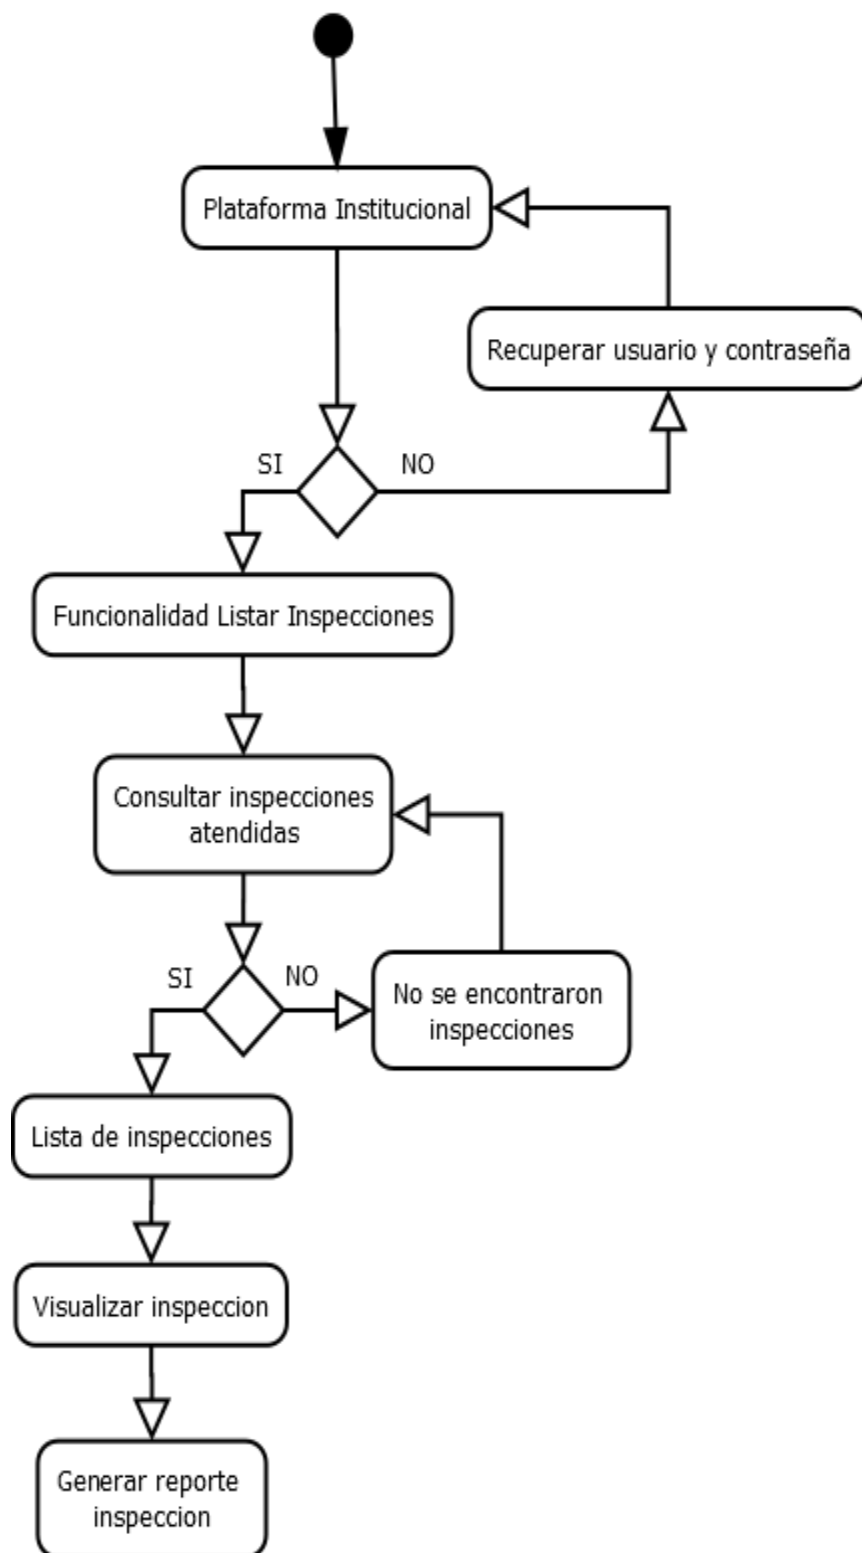 Plataforma Institucional
Recuperar usuario y contraseña
SI
NO
Funcionalidad Listar Inspecciones
Consultar inspecciones
atendidas
SI
NO
No se encontraron
inspecciones
Lista de inspecciones
Visualizar inspeccion
Generar reporte
inspeccion